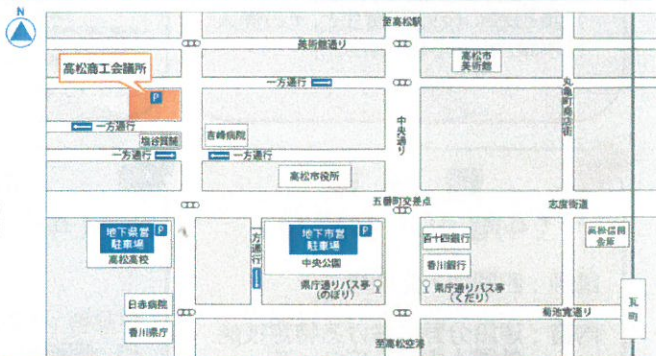 N
至高松駅
美術館通り
高松市
美術館
高松商工会議所
P
一方通行
丸亀町商店街
中央通り
一方通行
塩谷質舗
吉峰病院
一方通行
一方通行
高松市役所
五番町交差点
志度街道
地下県営
駐車場
P
高松高校
一方通行
地下市営
駐車場
P
中央公園
百十四銀行
香川銀行
高松信用
金庫
県庁通りバス亭
(のぼり)
県庁通りバス亭
(くだり)
日赤病院
香川県庁
菊池寛通り
瓦町
至高松空港